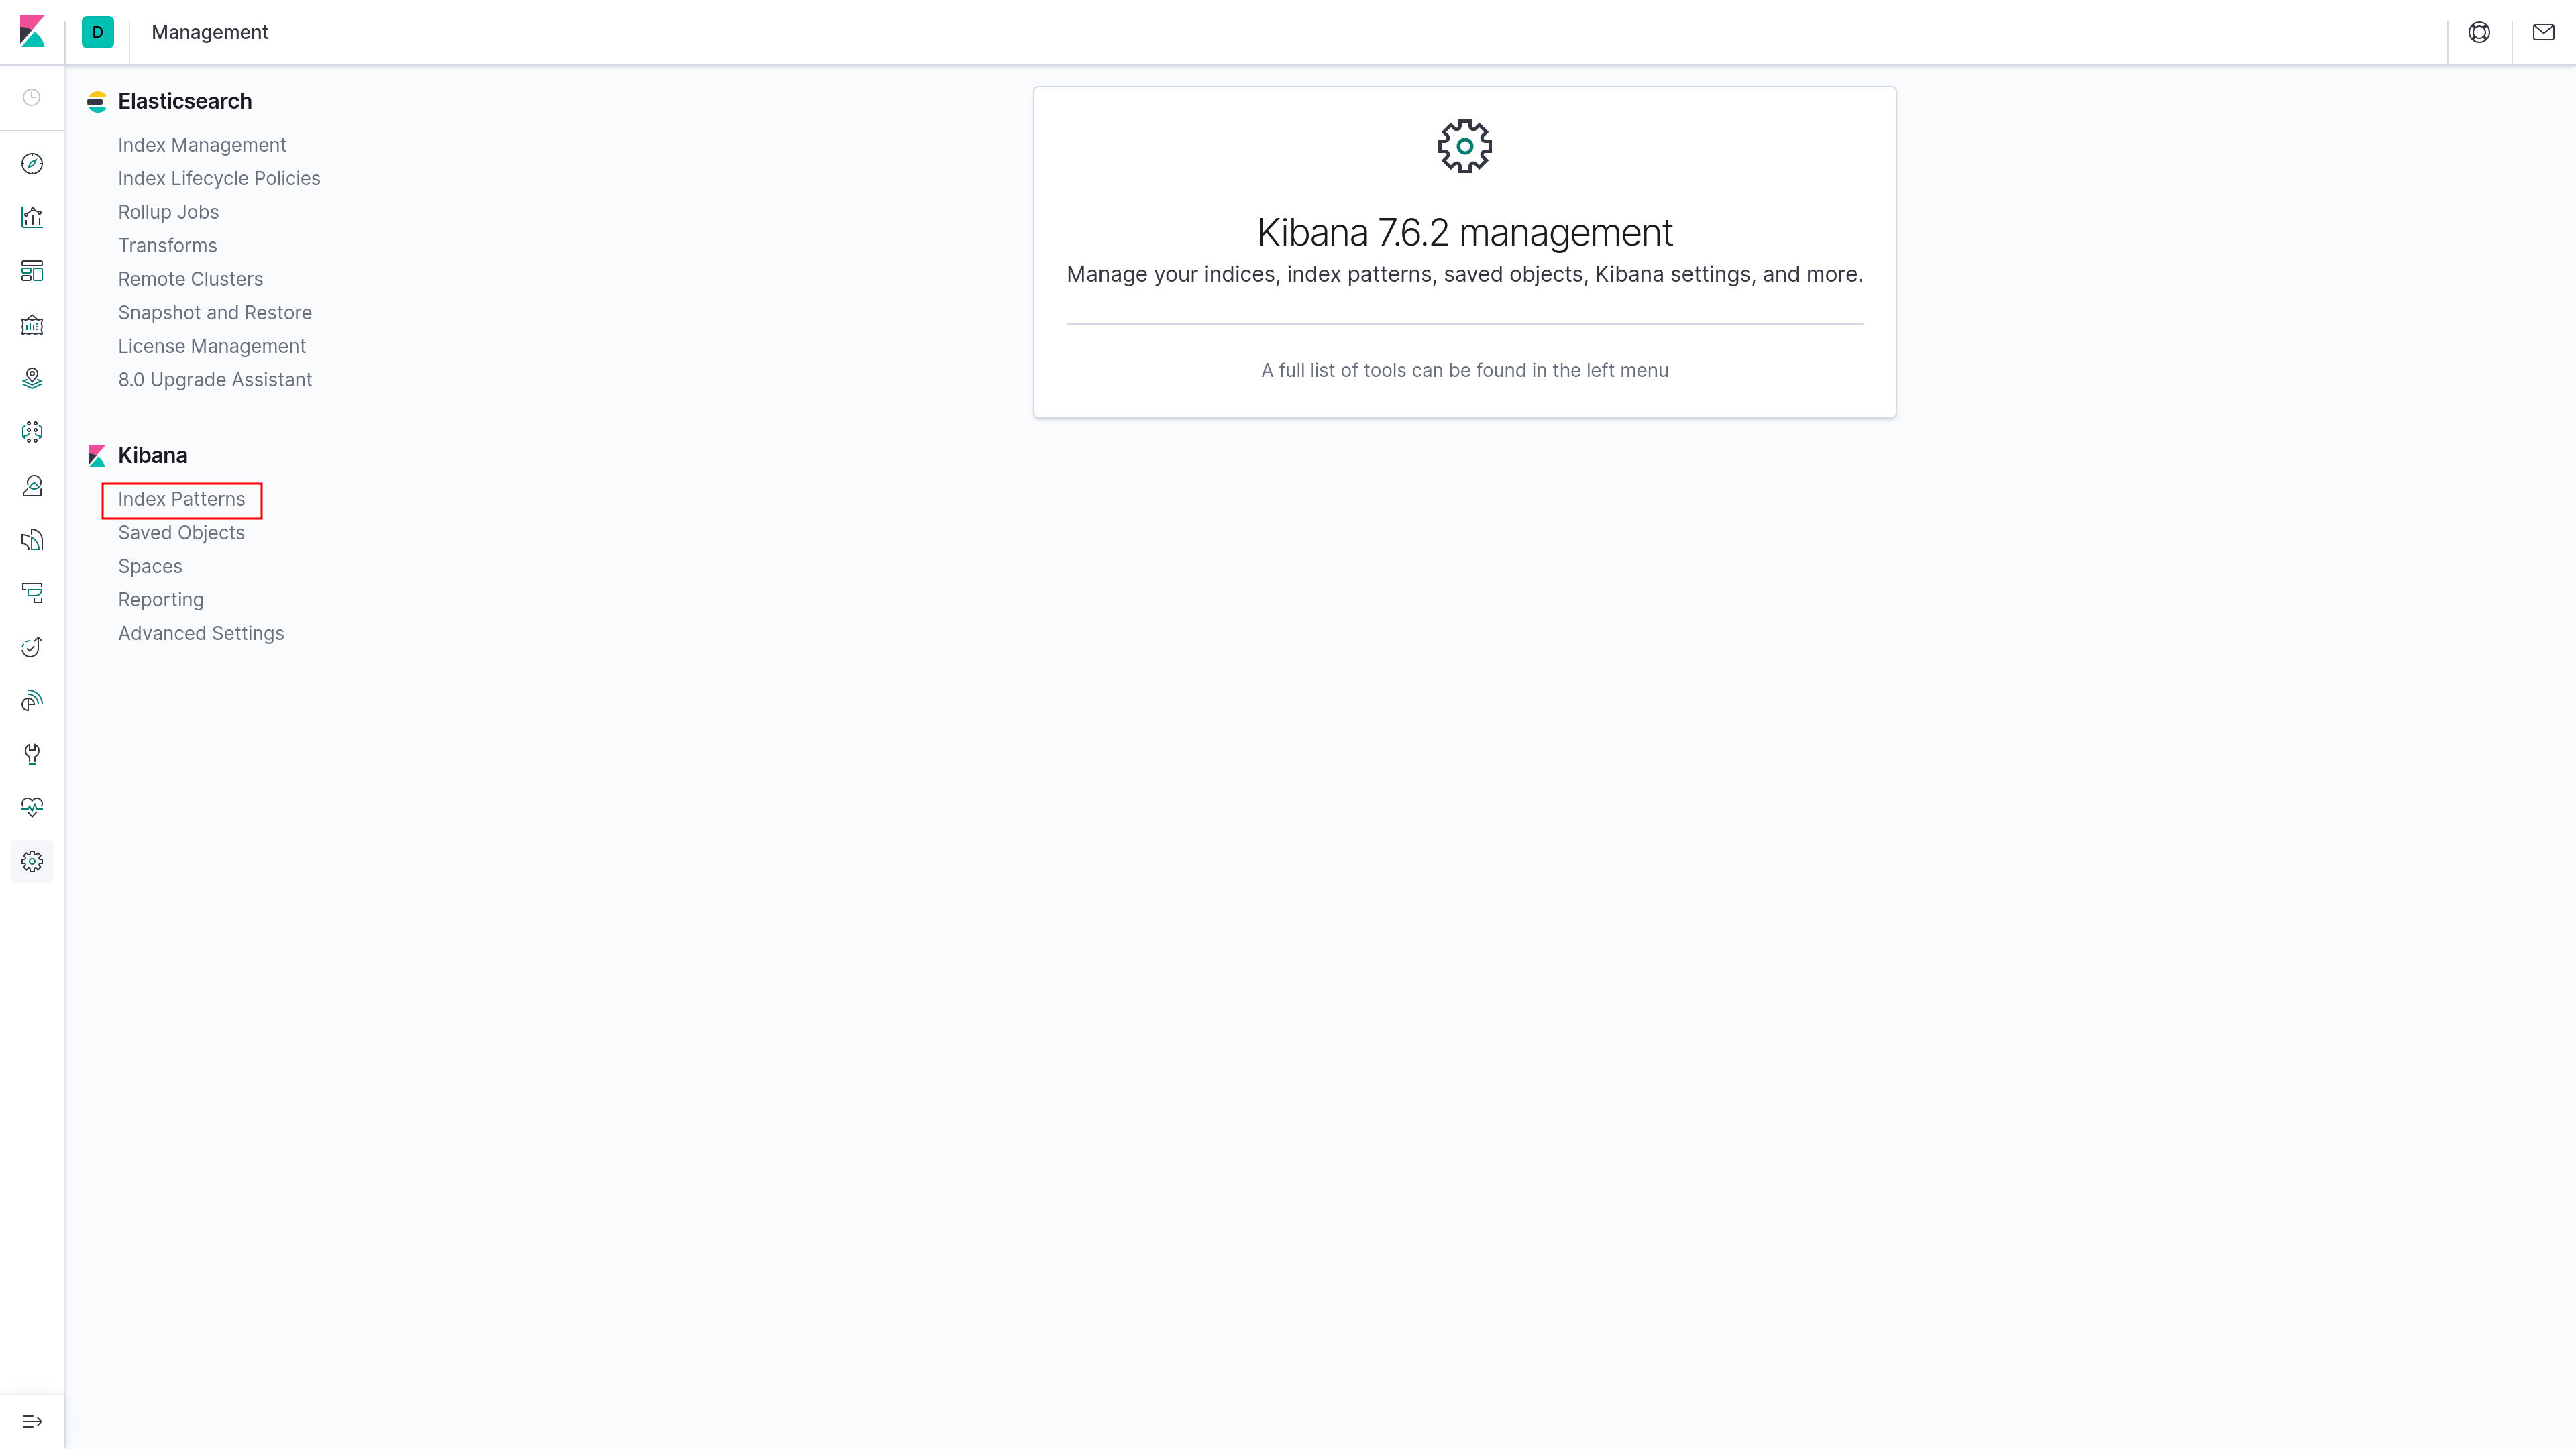 D
Management
Elasticsearch
Index Management
Index Lifecycle Policies
Rollup Jobs
Transforms
Remote Clusters
Snapshot and Restore
License Management
8.0 Upgrade Assistant
Kibana
Index Patterns
Saved Objects
Spaces
Reporting
Advanced Settings
Kibana 7.6.2 management
Manage your indices, index patterns, saved objects, Kibana settings, and more.
A full list of tools can be found in the left menu